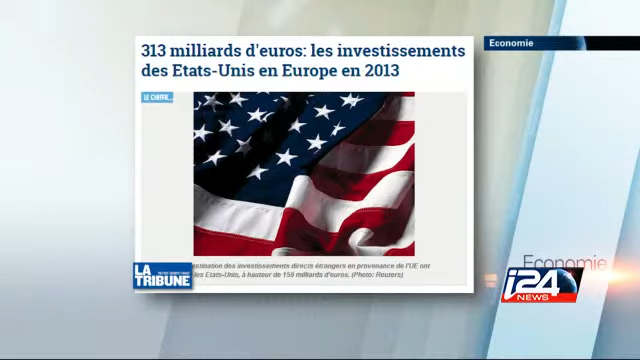 313 milliards d'euros: les investissements
des Etats-Unis en Europe en 2013
LE CHIFFRE...
estination des investissements directs étrangers en provenance de l'UE ont
les Etats-Unis, à hauteur de 159 milliards d'euros. (Photo: Reuters)
LA
TRIBUNE
Economie
Economie
i24
NEWS